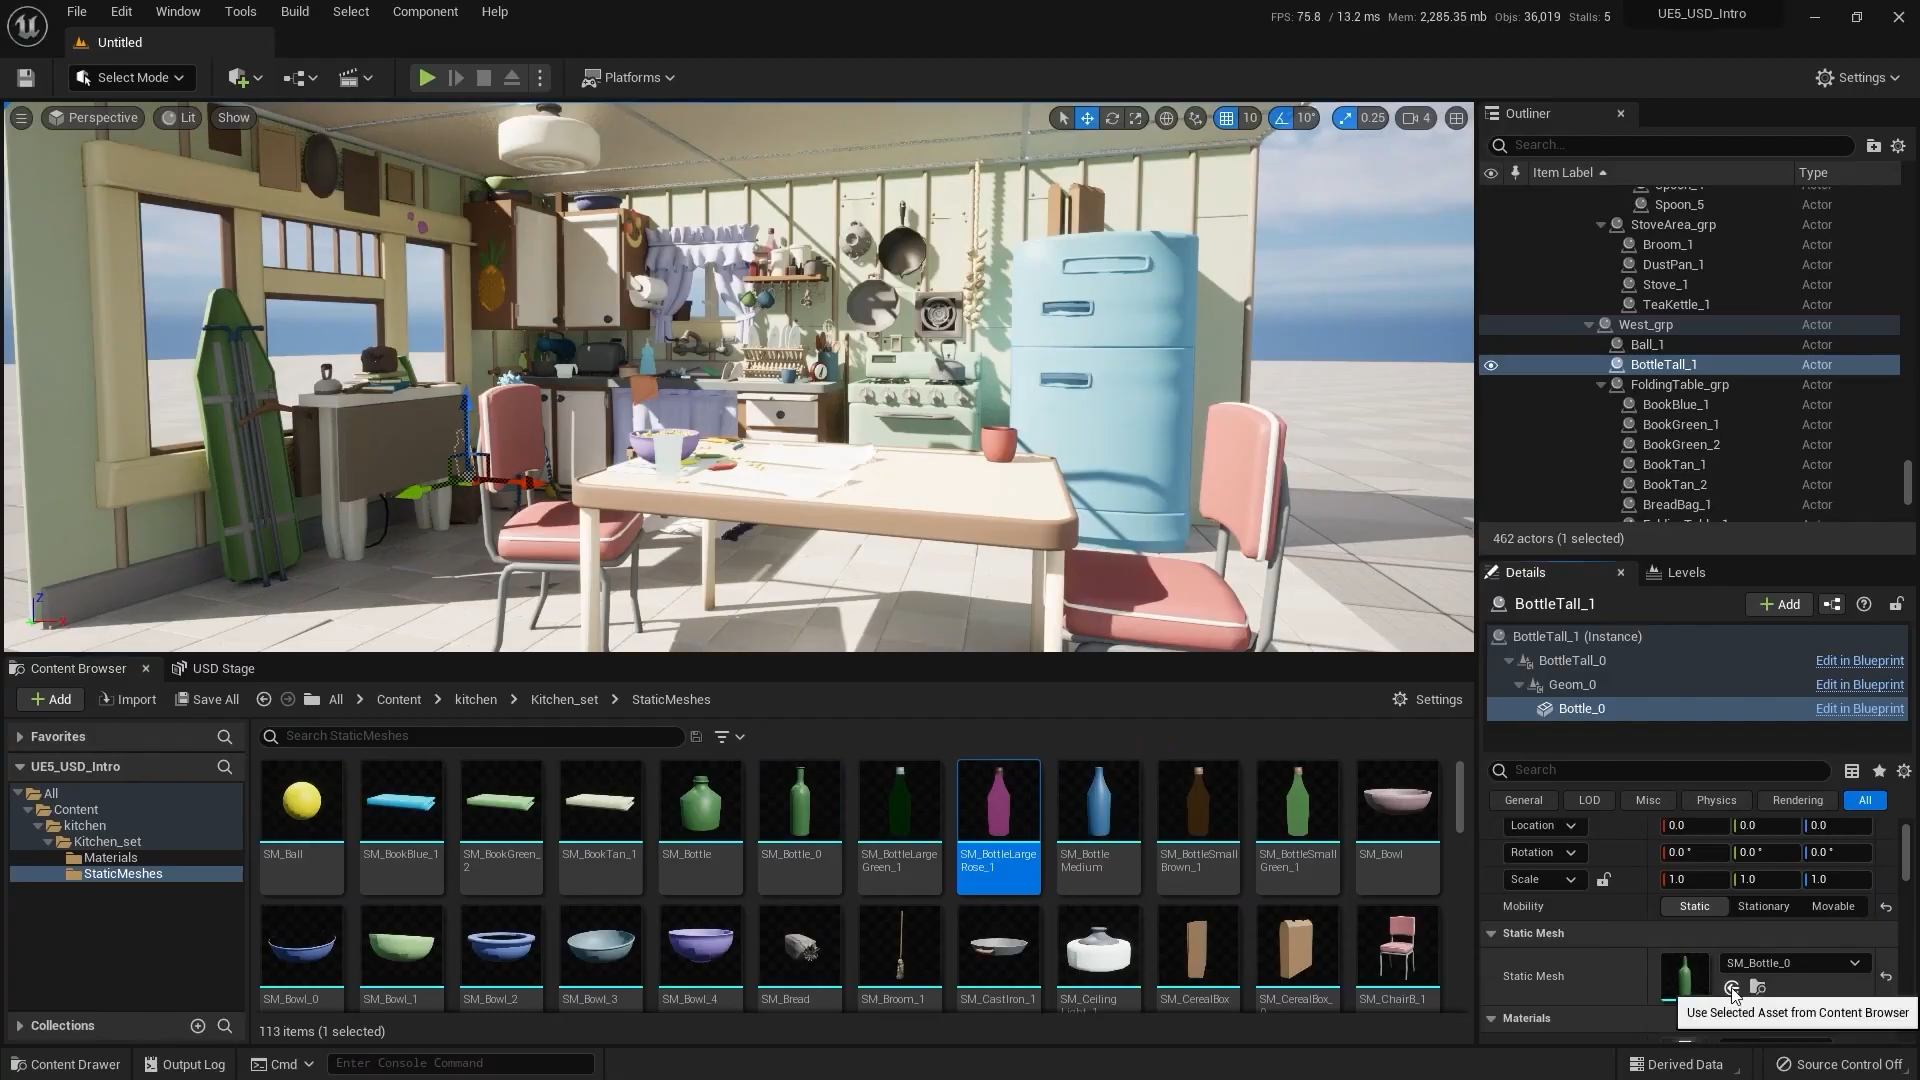 File Edit Window Tools Build Select Component Help
FPS: 75.8 / 13.2 ms Mem: 2,285.35 mb Objs: 36,019 Stalls: 5
UE5_USD_Intro
Untitled
Select Mode
Platforms
Settings
Perspective Lit Show
10 10° 0.25 4
Outliner
Search...
Item Label Type
Spoon_5 Actor
StoveArea_grp Actor
Broom_1 Actor
DustPan_1 Actor
Stove_1 Actor
TeaKettle_1 Actor
West_grp Actor
Ball_1 Actor
BottleTall_1 Actor
FoldingTable_grp Actor
BookBlue_1 Actor
BookGreen_1 Actor
BookGreen_2 Actor
BookTan_1 Actor
BookTan_2 Actor
BreadBag_1 Actor
462 actors (1 selected)
Details Levels
BottleTall_1
Add
BottleTall_1 (Instance)
BottleTall_0 Edit in Blueprint
Geom_0 Edit in Blueprint
Bottle_0 Edit in Blueprint
Search
General LOD Misc Physics Rendering All
Location 0.0 0.0 0.0
Rotation 0.0 ° 0.0 ° 0.0 °
Scale 1.0 1.0 1.0
Mobility Static Stationary Movable
Static Mesh
Static Mesh SM_Bottle_0
Use Selected Asset from Content Browser
Materials
Z
X
Content Browser USD Stage
Add Import Save All All Content kitchen Kitchen_set StaticMeshes Settings
Favorites
UE5_USD_Intro
All
Content
kitchen
Kitchen_set
Materials
StaticMeshes
Collections
Search StaticMeshes
SM_Ball
SM_BookBlue_1
SM_BookGreen_
2
SM_BookTan_1
SM_Bottle
SM_Bottle_0
SM_BottleLarge
Green_1
SM_BottleLarge
Rose_1
SM_Bottle
Medium
SM_BottleSmall
Brown_1
SM_BottleSmall
Green_1
SM_Bowl
SM_Bowl_0
SM_Bowl_1
SM_Bowl_2
SM_Bowl_3
SM_Bowl_4
SM_Bread
SM_Broom_1
SM_CastIron_1
SM_Ceiling
Light_1
SM_CerealBox
SM_CerealBox_
SM_ChairB_1
113 items (1 selected)
Content Drawer Output Log Cmd Enter Console Command
Derived Data Source Control Off